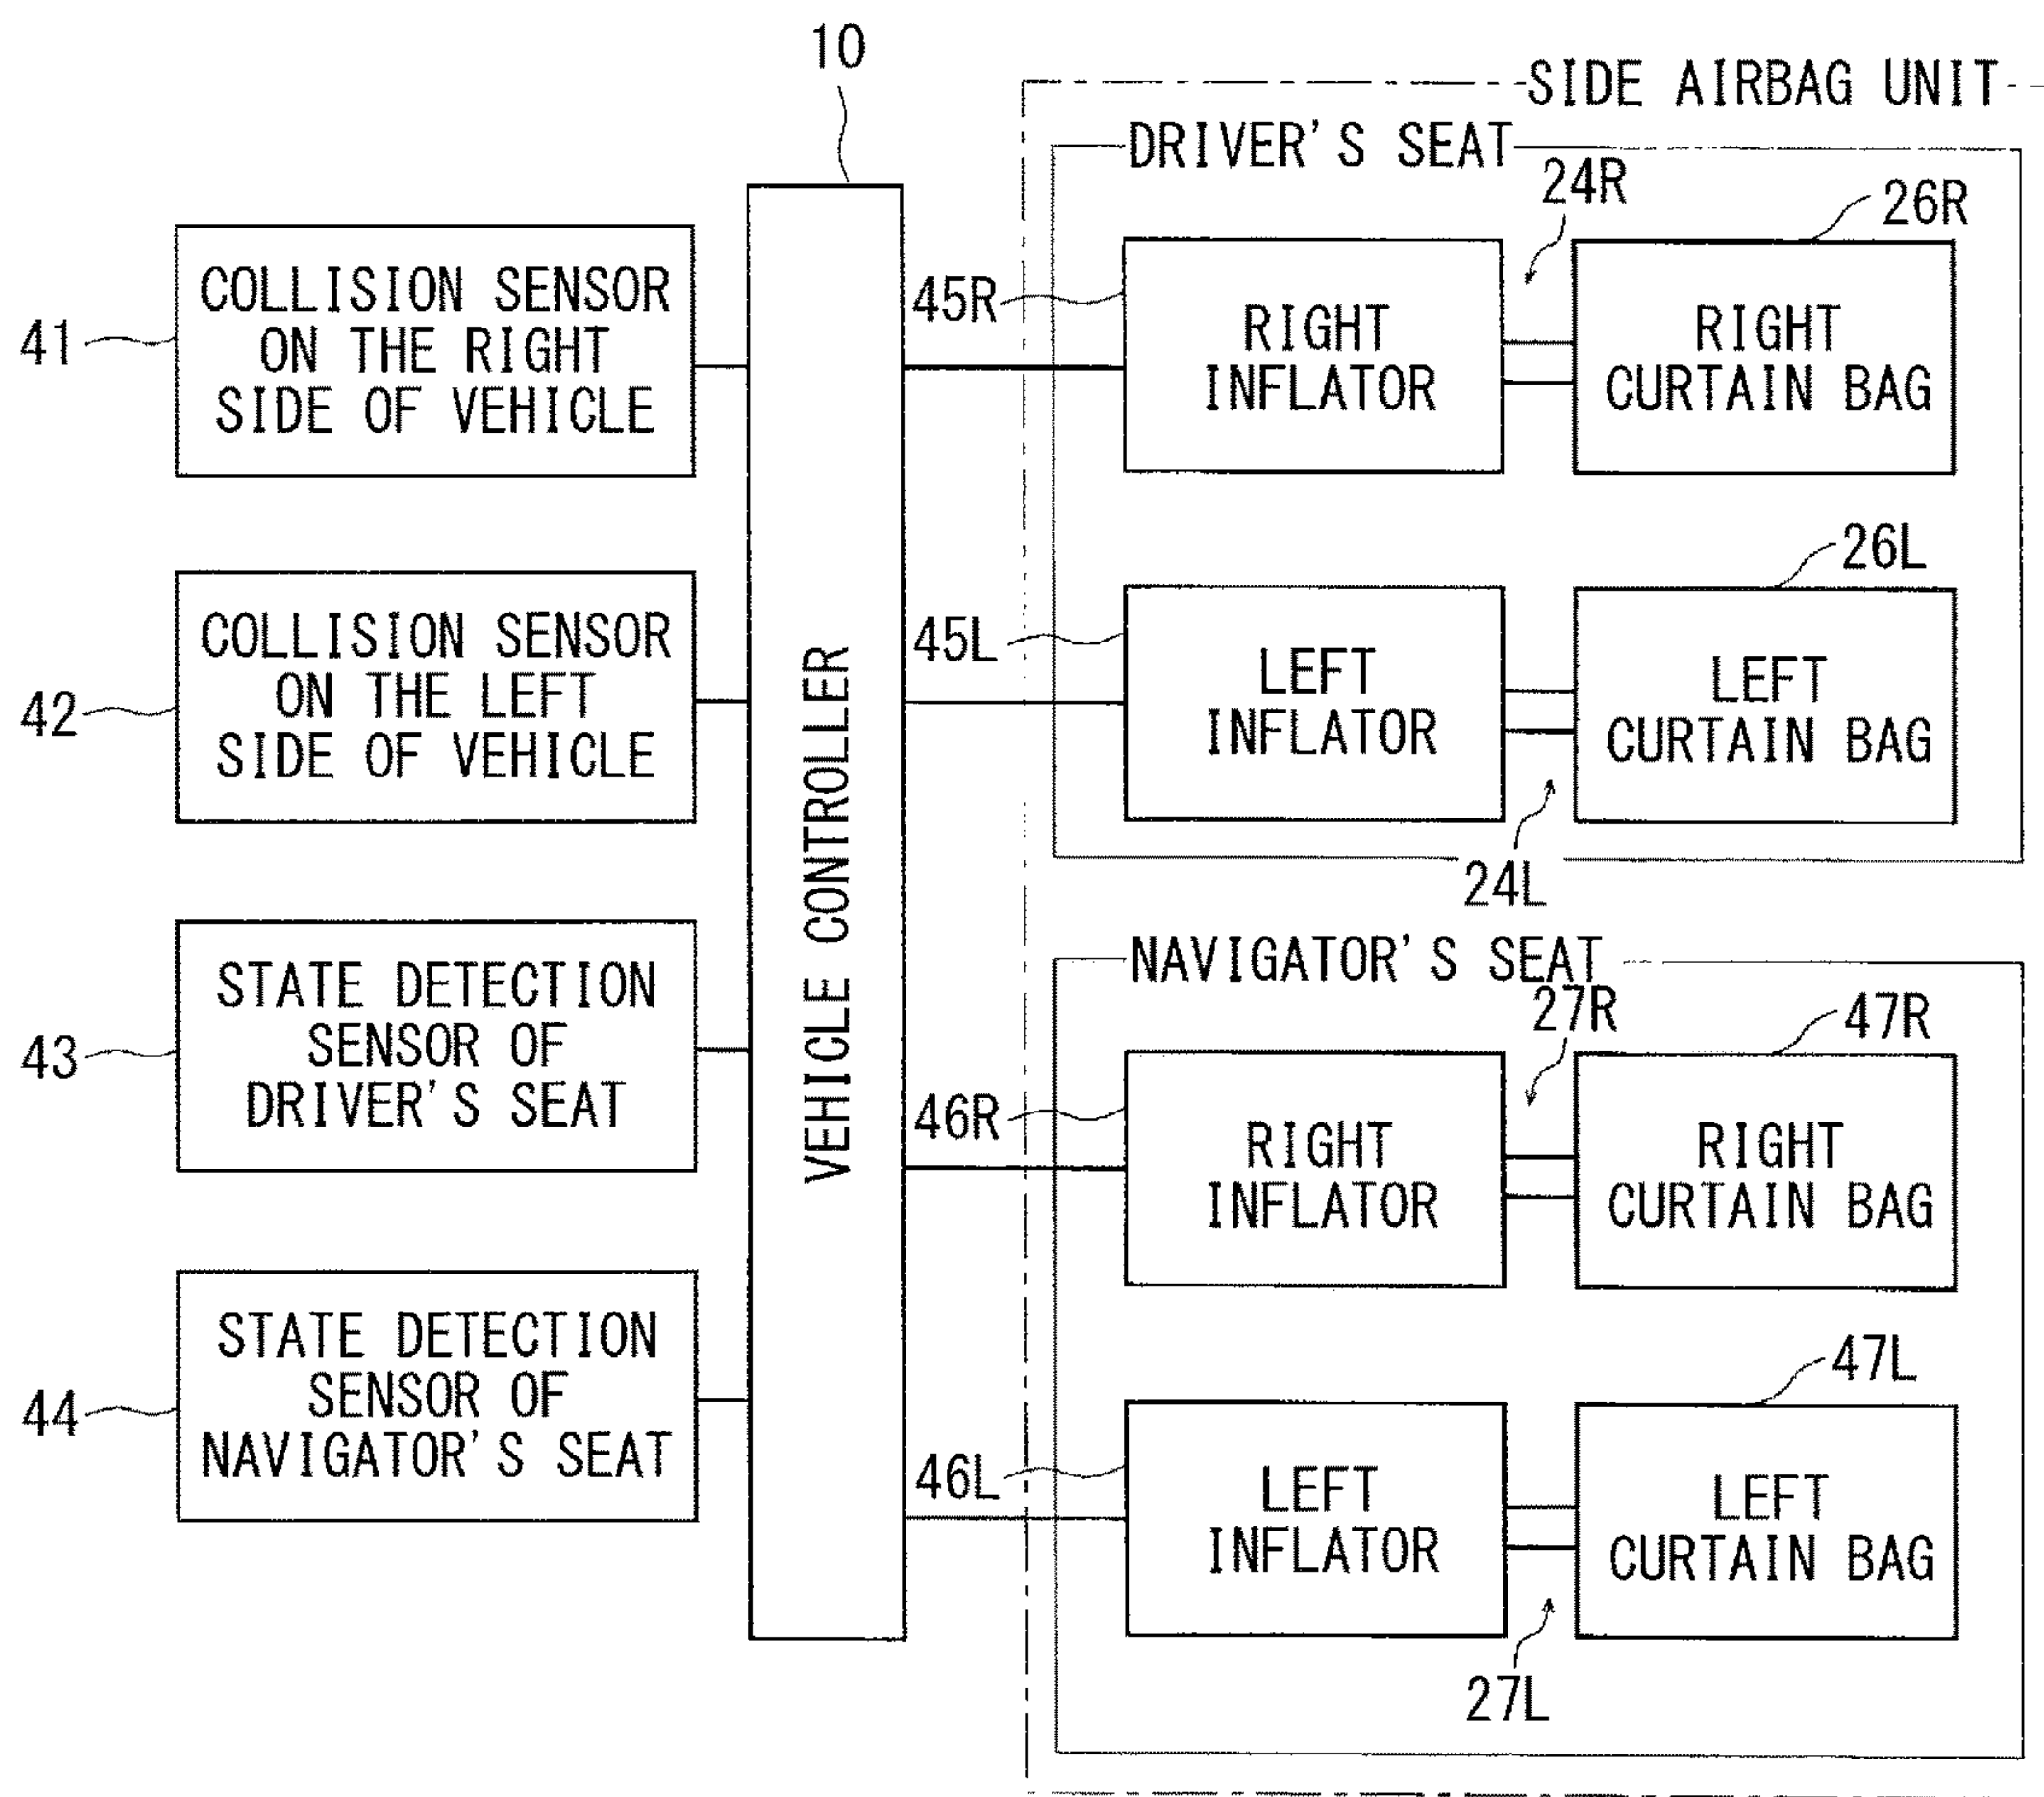 10
SIDE AIRBAG UNIT
DRIVER'S SEAT
24R
26R
41
COLLISION SENSOR
ON THE RIGHT
SIDE OF VEHICLE
45R
RIGHT
INFLATOR
RIGHT
CURTAIN BAG
26L
42
COLLISION SENSOR
ON THE LEFT
SIDE OF VEHICLE
45L
LEFT
INFLATOR
LEFT
CURTAIN BAG
24L
VEHICLE CONTROLLER
NAVIGATOR'S SEAT
27R
47R
43
STATE DETECTION
SENSOR OF
DRIVER'S SEAT
46R
RIGHT
INFLATOR
RIGHT
CURTAIN BAG
47L
44
STATE DETECTION
SENSOR OF
NAVIGATOR'S SEAT
46L
LEFT
INFLATOR
LEFT
CURTAIN BAG
27L